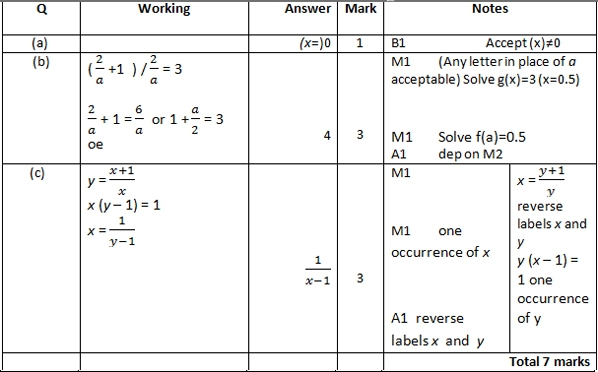 Q Working Answer Mark Notes
(a) (x=)0 1 B1 Accept (x)≠0
(b) (2/a +1 ) / 2/a = 3 M1 (Any letter in place of a
acceptable) Solve g(x)=3 (x=0.5)
2/a + 1 = 6/a or 1 + a/2 = 3
oe 4 3 M1 Solve f(a)=0.5
A1 dep on M2
(c) y = x+1/x M1
x (y – 1) = 1
x = 1/y−1
M1 one
occurrence of x
1/x−1 3
A1 reverse
labels x and y
x = y+1/y
reverse
labels x and
y
y (x – 1) =
1 one
occurrence
of y
Total 7 marks